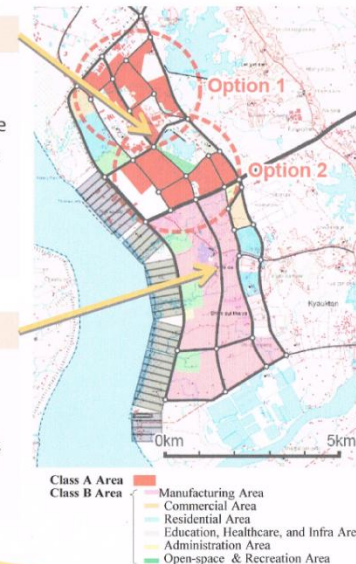 Option 1
Option 2
Kyauktan
0km
5km
Class A Area
Class B Area
Manufacturing Area
Commercial Area
Residential Area
Education, Healthcare, and Infra Are
Administration Area
Open-space & Recreation Area